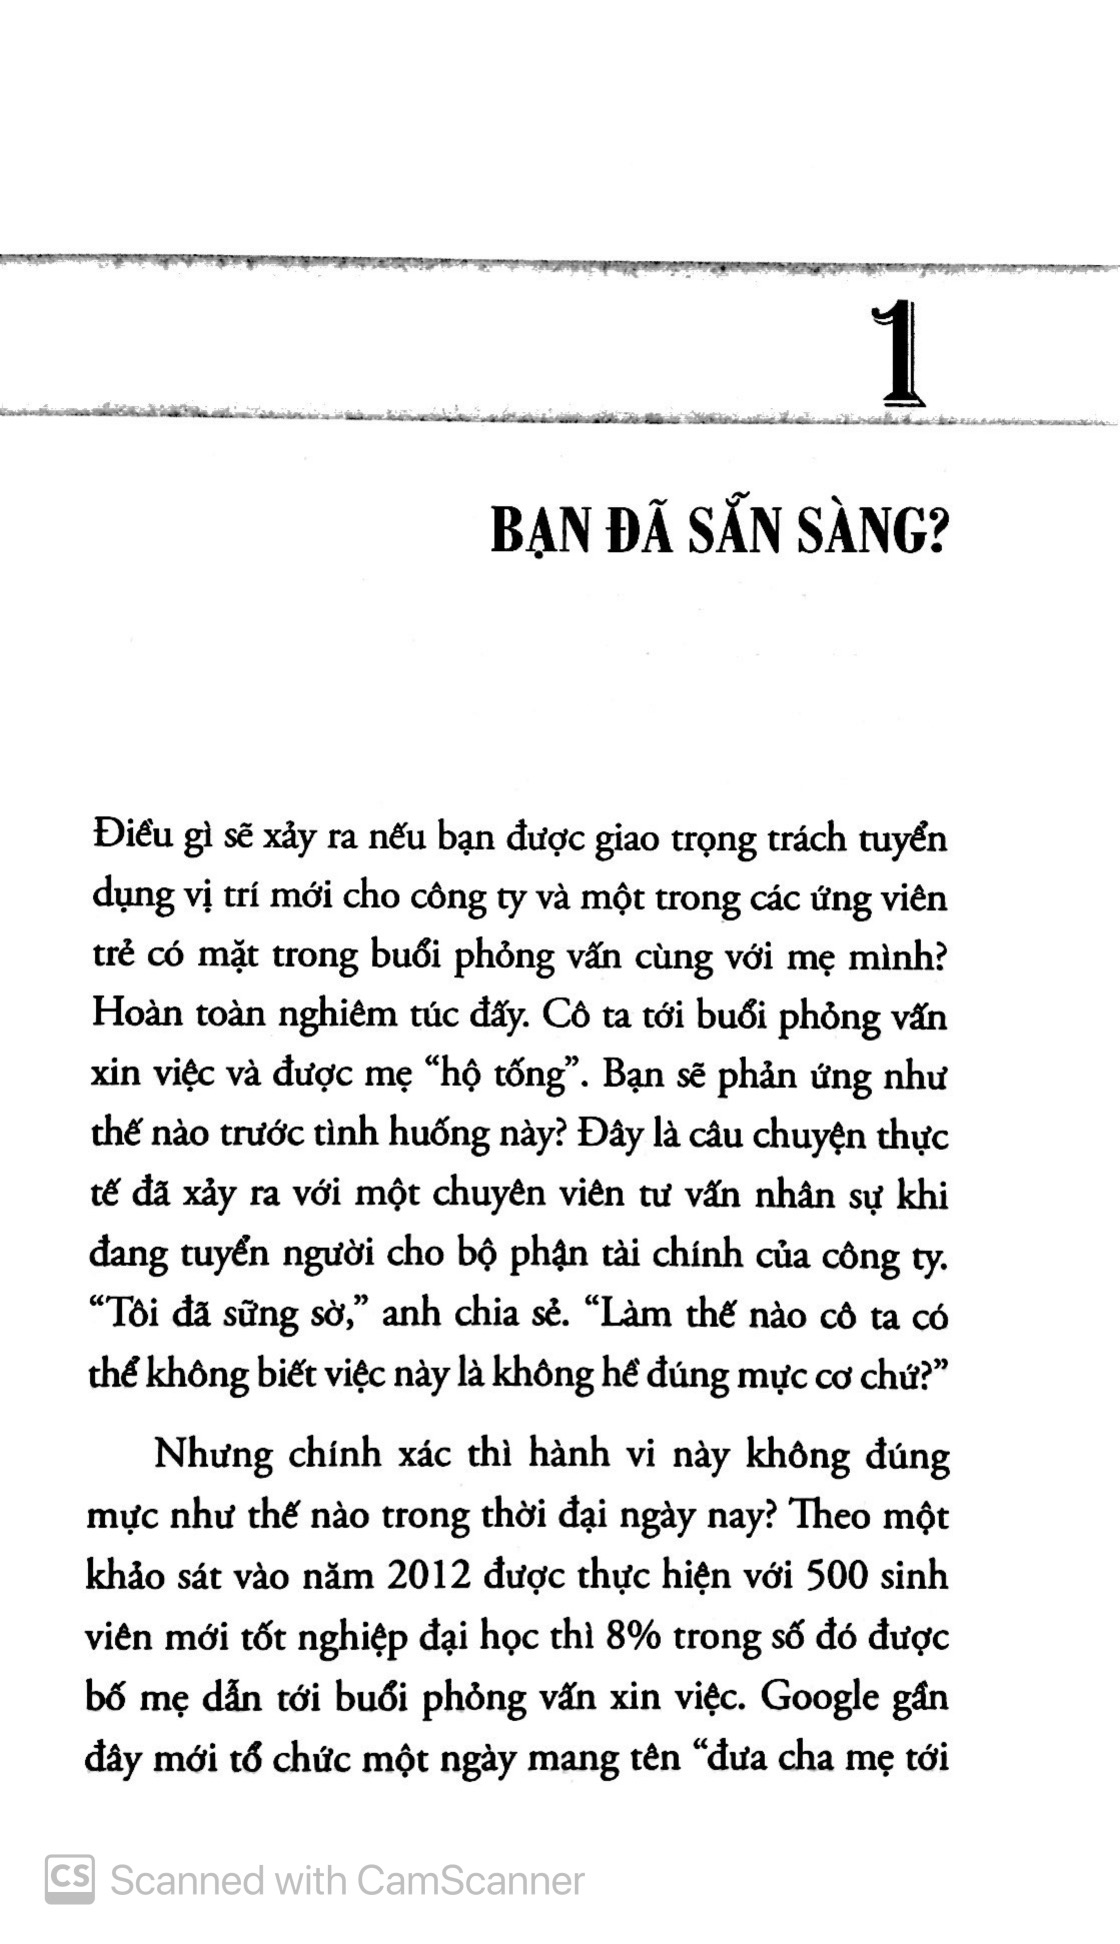 1
BẠN ĐÃ SẴN SÀNG?
Điều gì sẽ xảy ra nếu bạn được giao trọng trách tuyển
dụng vị trí mới cho công ty và một trong các ứng viên
trẻ có mặt trong buổi phỏng vấn cùng với mẹ mình?
Hoàn toàn nghiêm túc đấy. Cô ta tới buổi phỏng vấn
xin việc và được mẹ “hộ tống”. Bạn sẽ phản ứng như
thế nào trước tình huống này? Đây là câu chuyện thực
tế đã xảy ra với một chuyên viên tư vấn nhân sự khi
đang tuyển người cho bộ phận tài chính của công ty.
“Tôi đã sững sờ,” anh chia sẻ. “Làm thế nào cô ta có
thể không biết việc này là không hề đúng mực cơ chứ?”
Nhưng chính xác thì hành vi này không đúng
mực như thế nào trong thời đại ngày nay? Theo một
khảo sát vào năm 2012 được thực hiện với 500 sinh
viên mới tốt nghiệp đại học thì 8% trong số đó được
bố mẹ dẫn tới buổi phỏng vấn xin việc. Google gần
đây mới tổ chức một ngày mang tên “đưa cha mẹ tới
CS Scanned with CamScanner